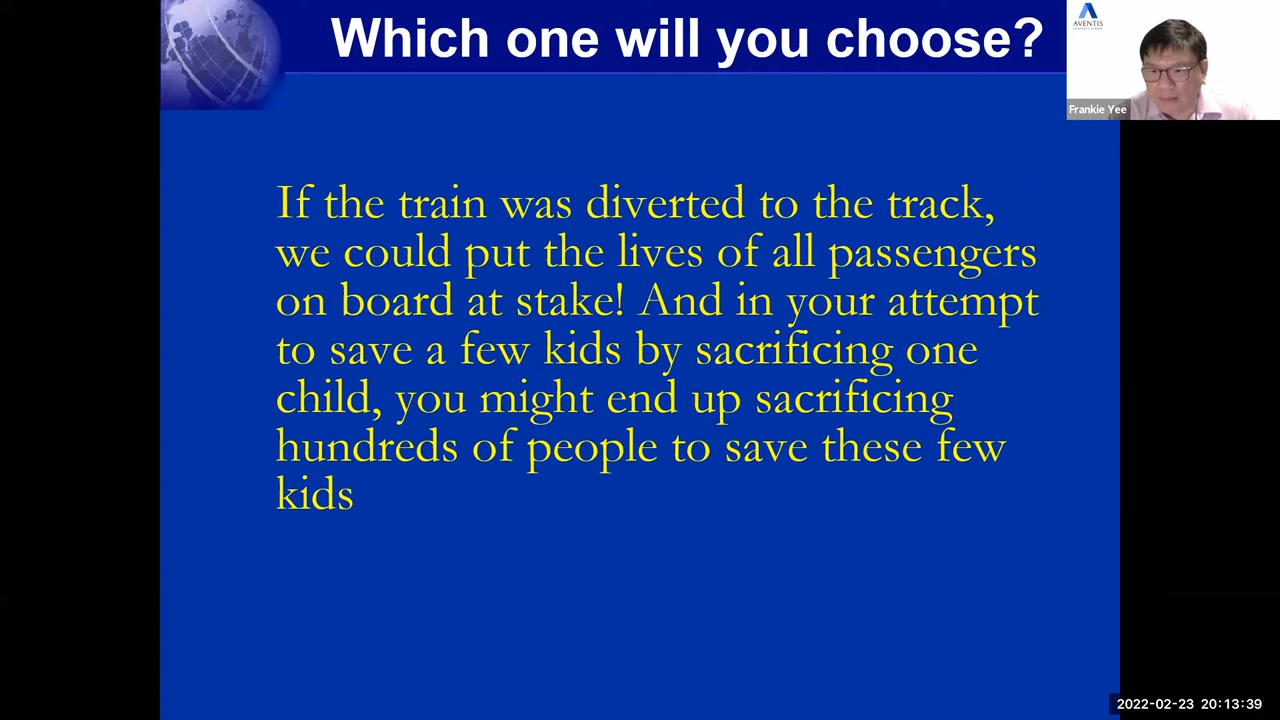 Which one will you choose?
AVENTIS
Frankie Yee
If the train was diverted to the track,
we could put the lives of all passengers
on board at stake! And in your attempt
to save a few kids by sacrificing one
child, you might end up sacrificing
hundreds of people to save these few
kids
2022-02-23 20:13:39